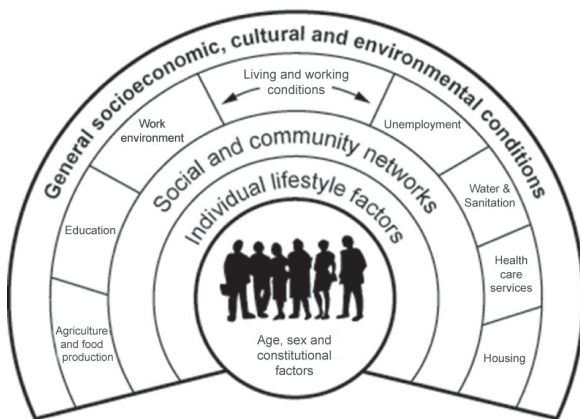 General socioeconomic, cultural and environmental conditions
Living and working
conditions
Work
environment
Unemployment
Education
Water &
Sanitation
Agriculture
and food
production
Health
care
services
Housing
Social and community networks
Individual lifestyle factors
Age, sex and
constitutional
factors